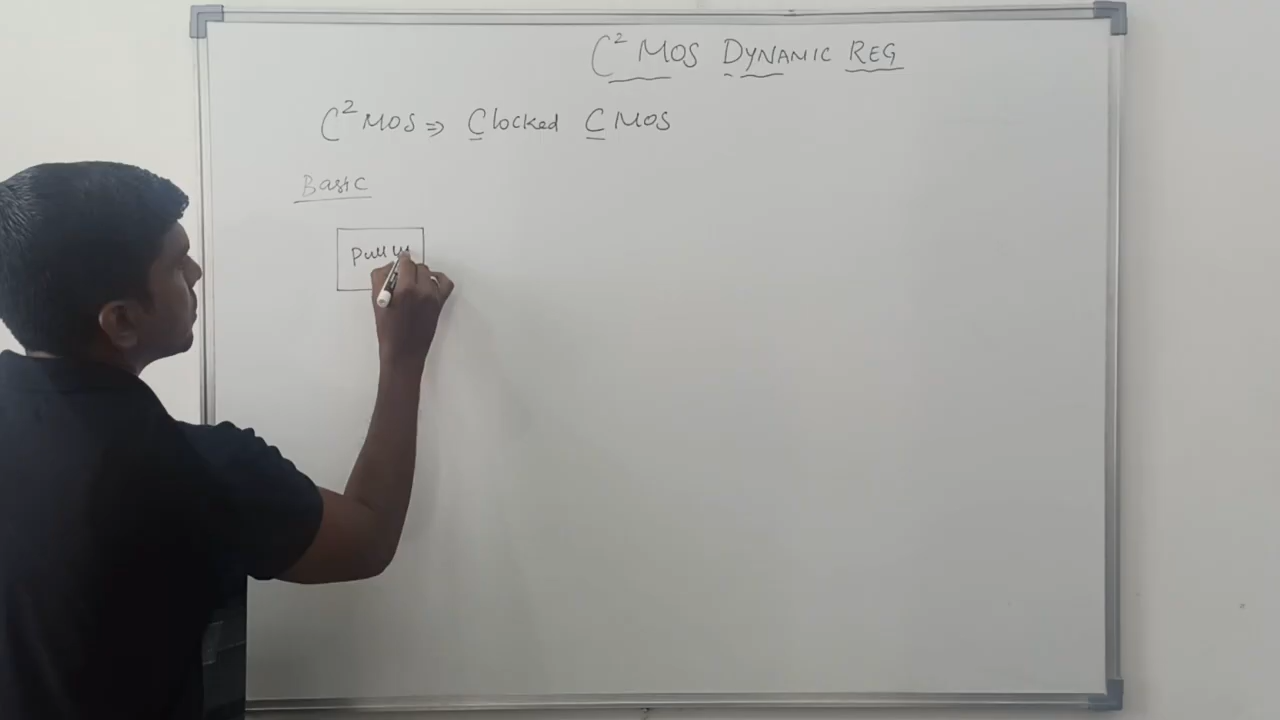 C² MOS DYNAMIC REG
C² MOS ⇒ Clocked CMOS
Basic
Pull